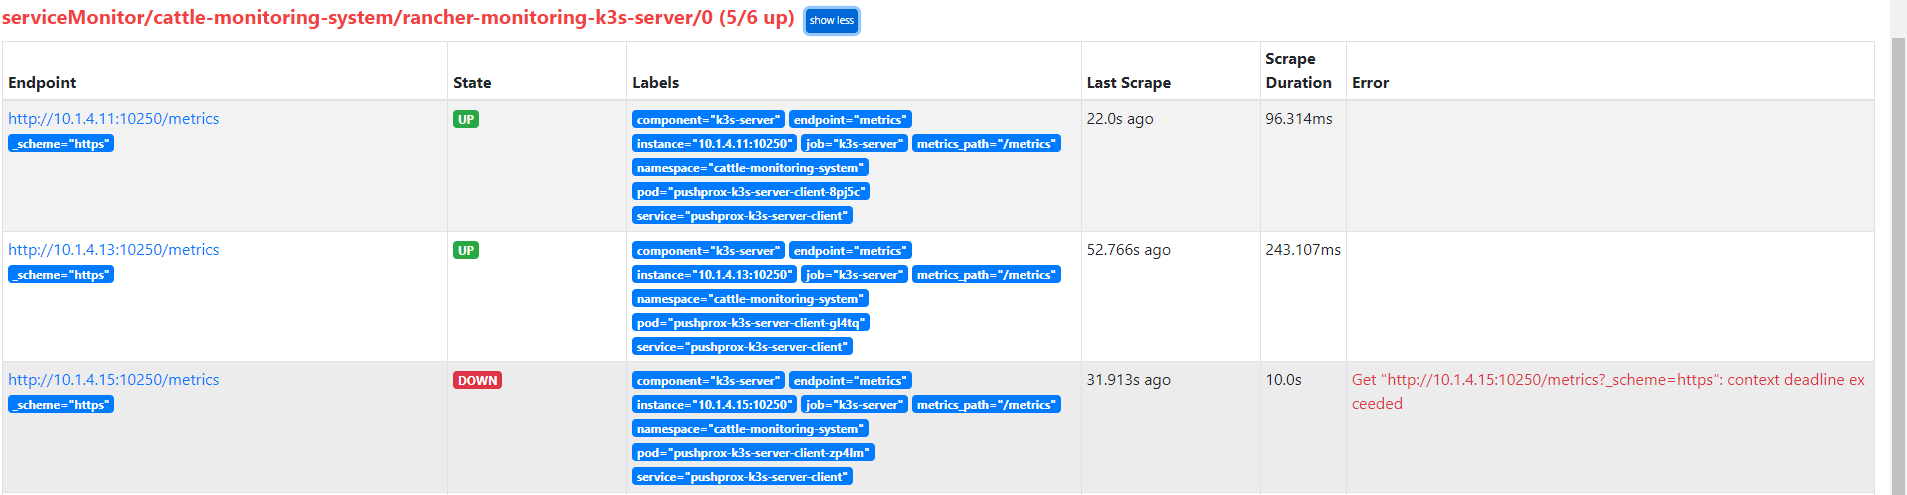 serviceMonitor/cattle-monitoring-system/rancher-monitoring-k3s-server/0 (5/6 up) show less
Endpoint State Labels Last Scrape Scrape Duration Error
http://10.1.4.11:10250/metrics UP component="k3s-server" endpoint="metrics" 22.0s ago 96.314ms
_scheme="https" instance="10.1.4.11:10250" job="k3s-server" metrics_path="/metrics"
namespace="cattle-monitoring-system"
pod="pushprox-k3s-server-client-8pj5c"
service="pushprox-k3s-server-client"
http://10.1.4.13:10250/metrics UP component="k3s-server" endpoint="metrics" 52.766s ago 243.107ms
_scheme="https" instance="10.1.4.13:10250" job="k3s-server" metrics_path="/metrics"
namespace="cattle-monitoring-system"
pod="pushprox-k3s-server-client-gl4tq"
service="pushprox-k3s-server-client"
http://10.1.4.15:10250/metrics DOWN component="k3s-server" endpoint="metrics" 31.913s ago 10.0s Get "http://10.1.4.15:10250/metrics?_scheme=https": context deadline ex
_scheme="https" instance="10.1.4.15:10250" job="k3s-server" metrics_path="/metrics" ceeded
namespace="cattle-monitoring-system"
pod="pushprox-k3s-server-client-zp4lm"
service="pushprox-k3s-server-client"